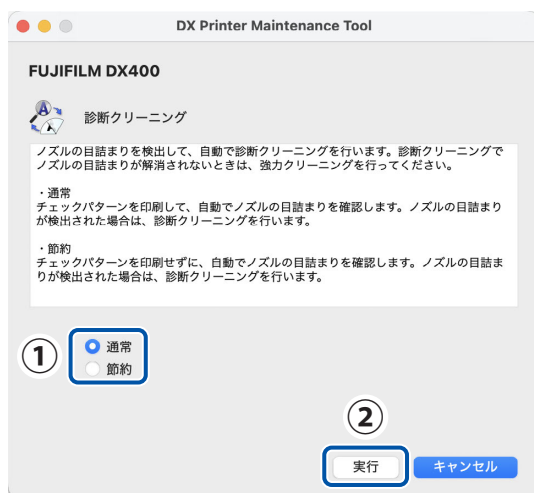 DX Printer Maintenance Tool
FUJIFILM DX400
診断クリーニング
ノズルの目詰まりを検出して、自動で診断クリーニングを行います。診断クリーニングで
ノズルの目詰まりが解消されないときは、強力クリーニングを行ってください。
・通常
チェックパターンを印刷して、自動でノズルの目詰まりを確認します。ノズルの目詰まり
が検出された場合は、診断クリーニングを行います。
・節約
チェックパターンを印刷せずに、自動でノズルの目詰まりを確認します。ノズルの目詰ま
りが検出された場合は、診断クリーニングを行います。
① 通常
節約
②
実行 キャンセル